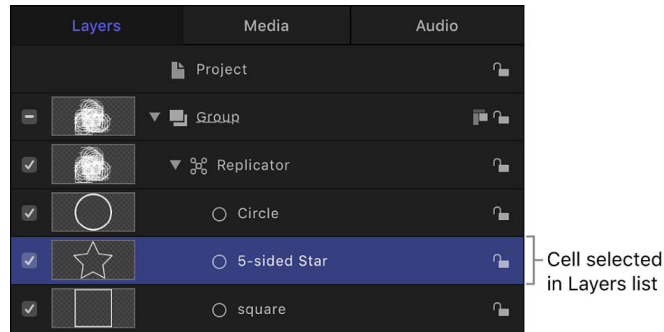 Layers Media Audio
Project
Group
Replicator
Circle
5-sided Star
square
Cell selected
in Layers list